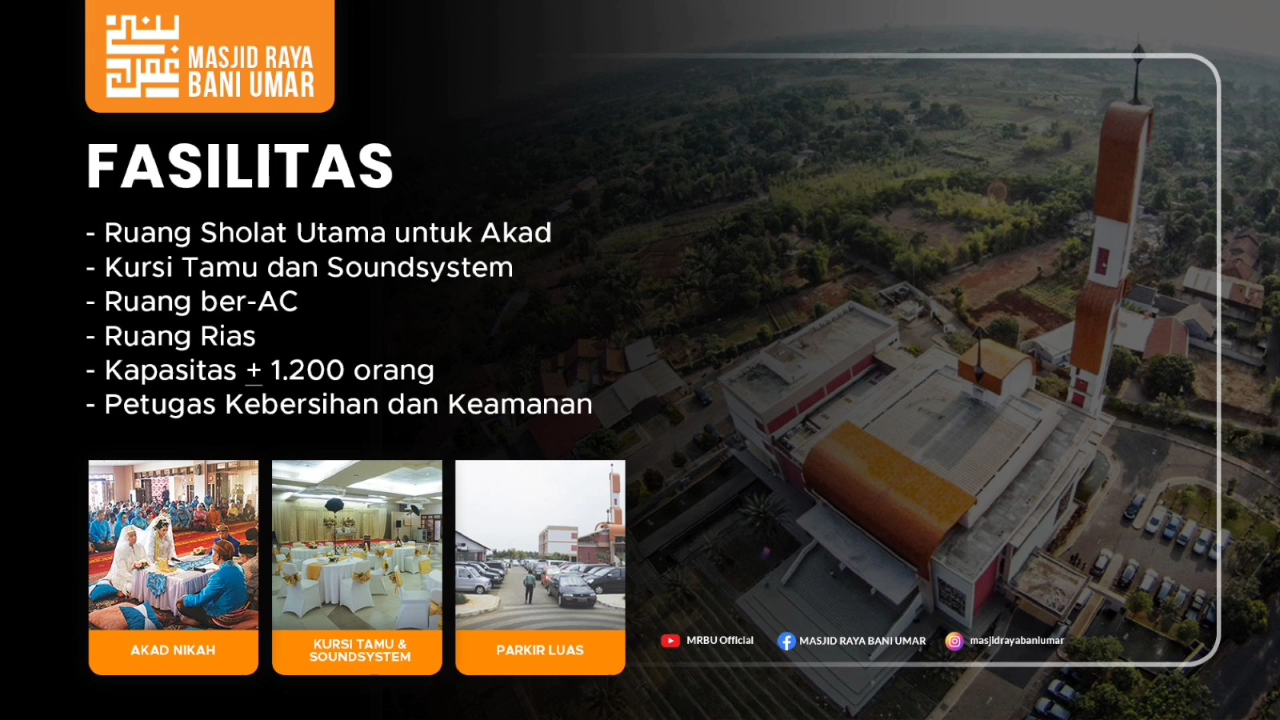 MASJID RAYA
BANI UMAR
FASILITAS
- Ruang Sholat Utama untuk Akad
- Kursi Tamu dan Soundsystem
- Ruang ber-AC
- Ruang Rias
- Kapasitas + 1.200 orang
- Petugas Kebersihan dan Keamanan
AKAD NIKAH
KURSI TAMU &
SOUNDSYSTEM
PARKIR LUAS
MRBU Official
MASJID RAYA BANI UMAR
masjidrayabaniumar